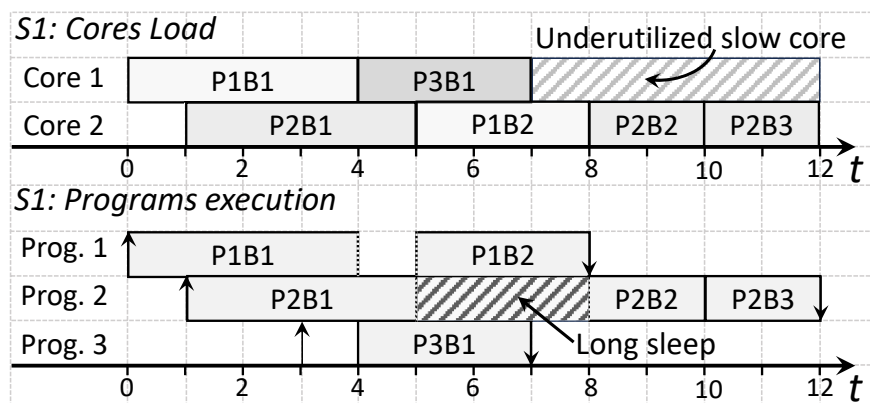 S1: Cores Load
Underutilized slow core
Core 1 P1B1 P3B1
Core 2 P2B1 P1B2 P2B2 P2B3
0 2 4 6 8 10 12 t
S1: Programs execution
Prog. 1 P1B1 P1B2
Prog. 2 P2B1 P2B2 P2B3
Prog. 3 P3B1 Long sleep
0 2 4 6 8 10 12 t